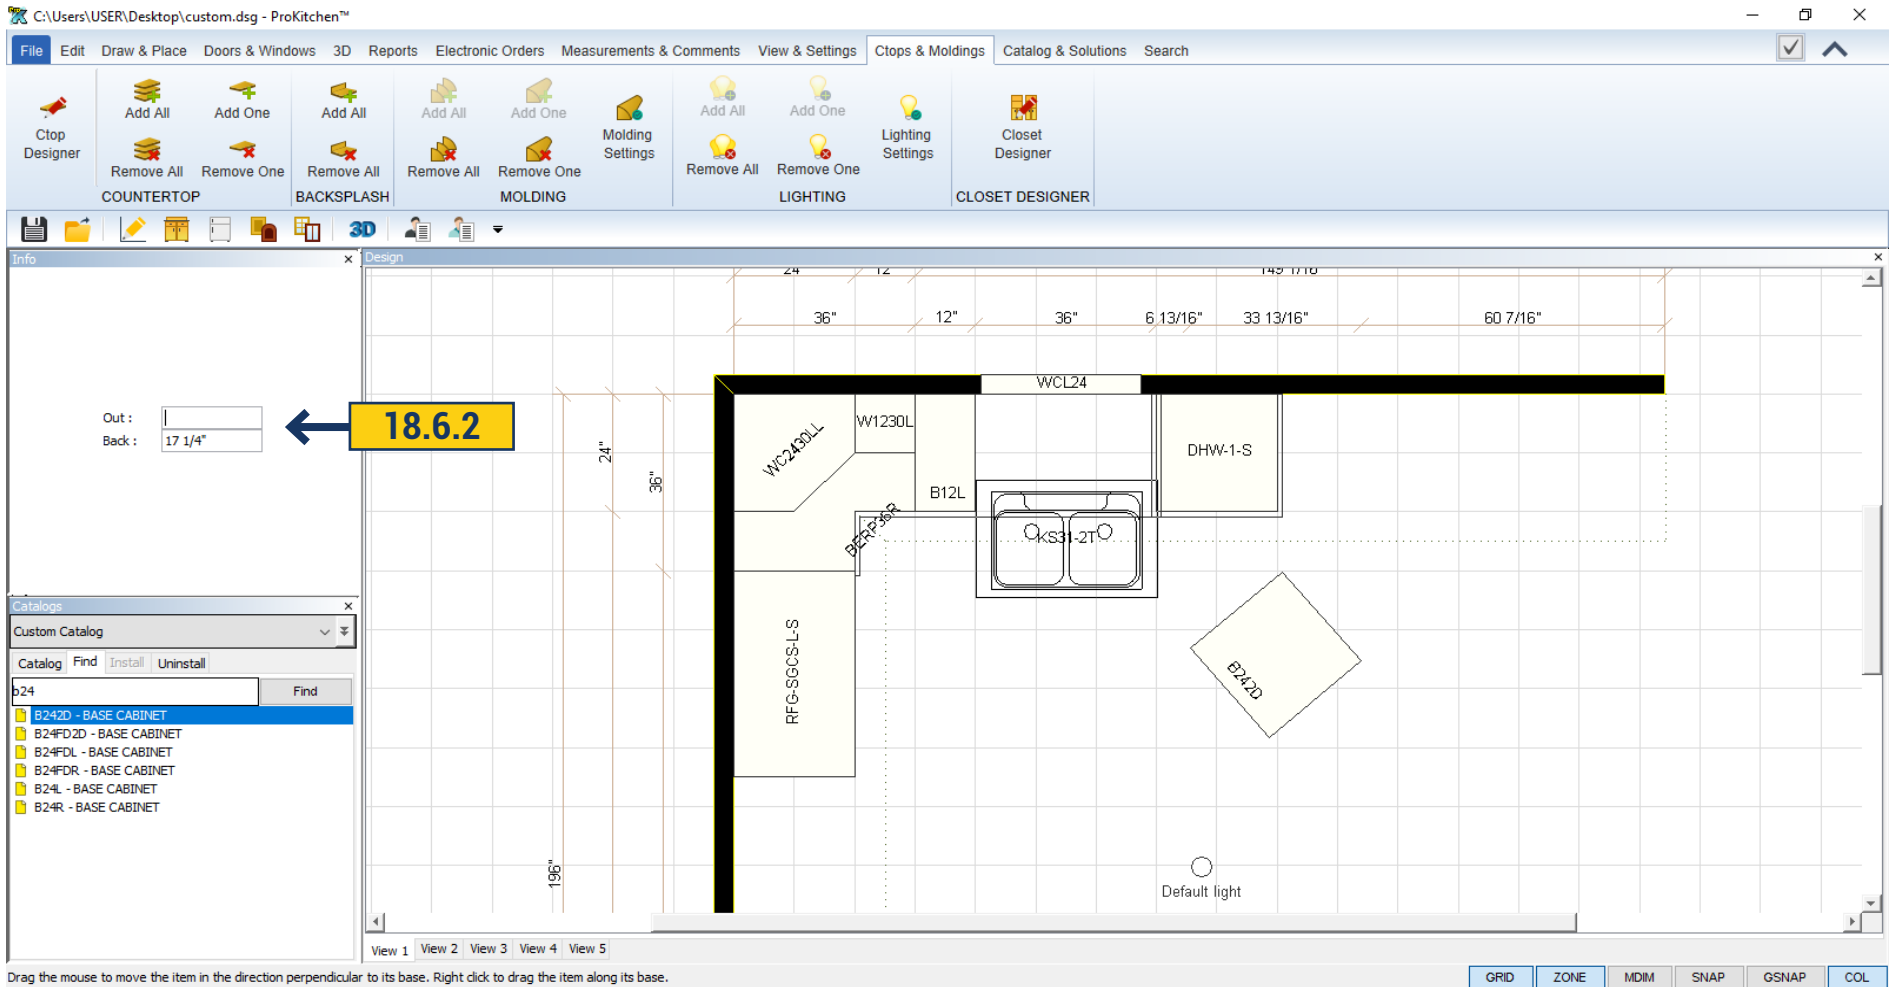 C:\Users\USER\Desktop\custom.dsg - ProKitchen™
File Edit Draw & Place Doors & Windows 3D Reports Electronic Orders Measurements & Comments View & Settings Ctops & Moldings Catalog & Solutions Search
Ctop Designer
Add All Add One
Remove All Remove One
COUNTERTOP
Add All
Remove All
BACKSPLASH
Add All Add One
Remove All Remove One
Molding Settings
MOLDING
Add All Add One
Remove All Remove One
Lighting Settings
LIGHTING
Closet Designer
CLOSET DESIGNER
3D
Info
Out :
Back : 17 1/4"
18.6.2
Catalogs
Custom Catalog
Catalog Find Install Uninstall
b24 Find
B242D - BASE CABINET
B24FD2D - BASE CABINET
B24FDL - BASE CABINET
B24FDR - BASE CABINET
B24L - BASE CABINET
B24R - BASE CABINET
Design
24 12 149 1/16
36" 12" 36" 6 13/16" 33 13/16" 60 7/16"
WCL24
WC2430LL
W1230L
DHW-1-S
24"
36"
B12L
BERP36R
KS31-2T
RFG-SGCS-L-S
B242D
196"
Default light
View 1 View 2 View 3 View 4 View 5
Drag the mouse to move the item in the direction perpendicular to its base. Right click to drag the item along its base.
GRID ZONE MDIM SNAP GSNAP COL